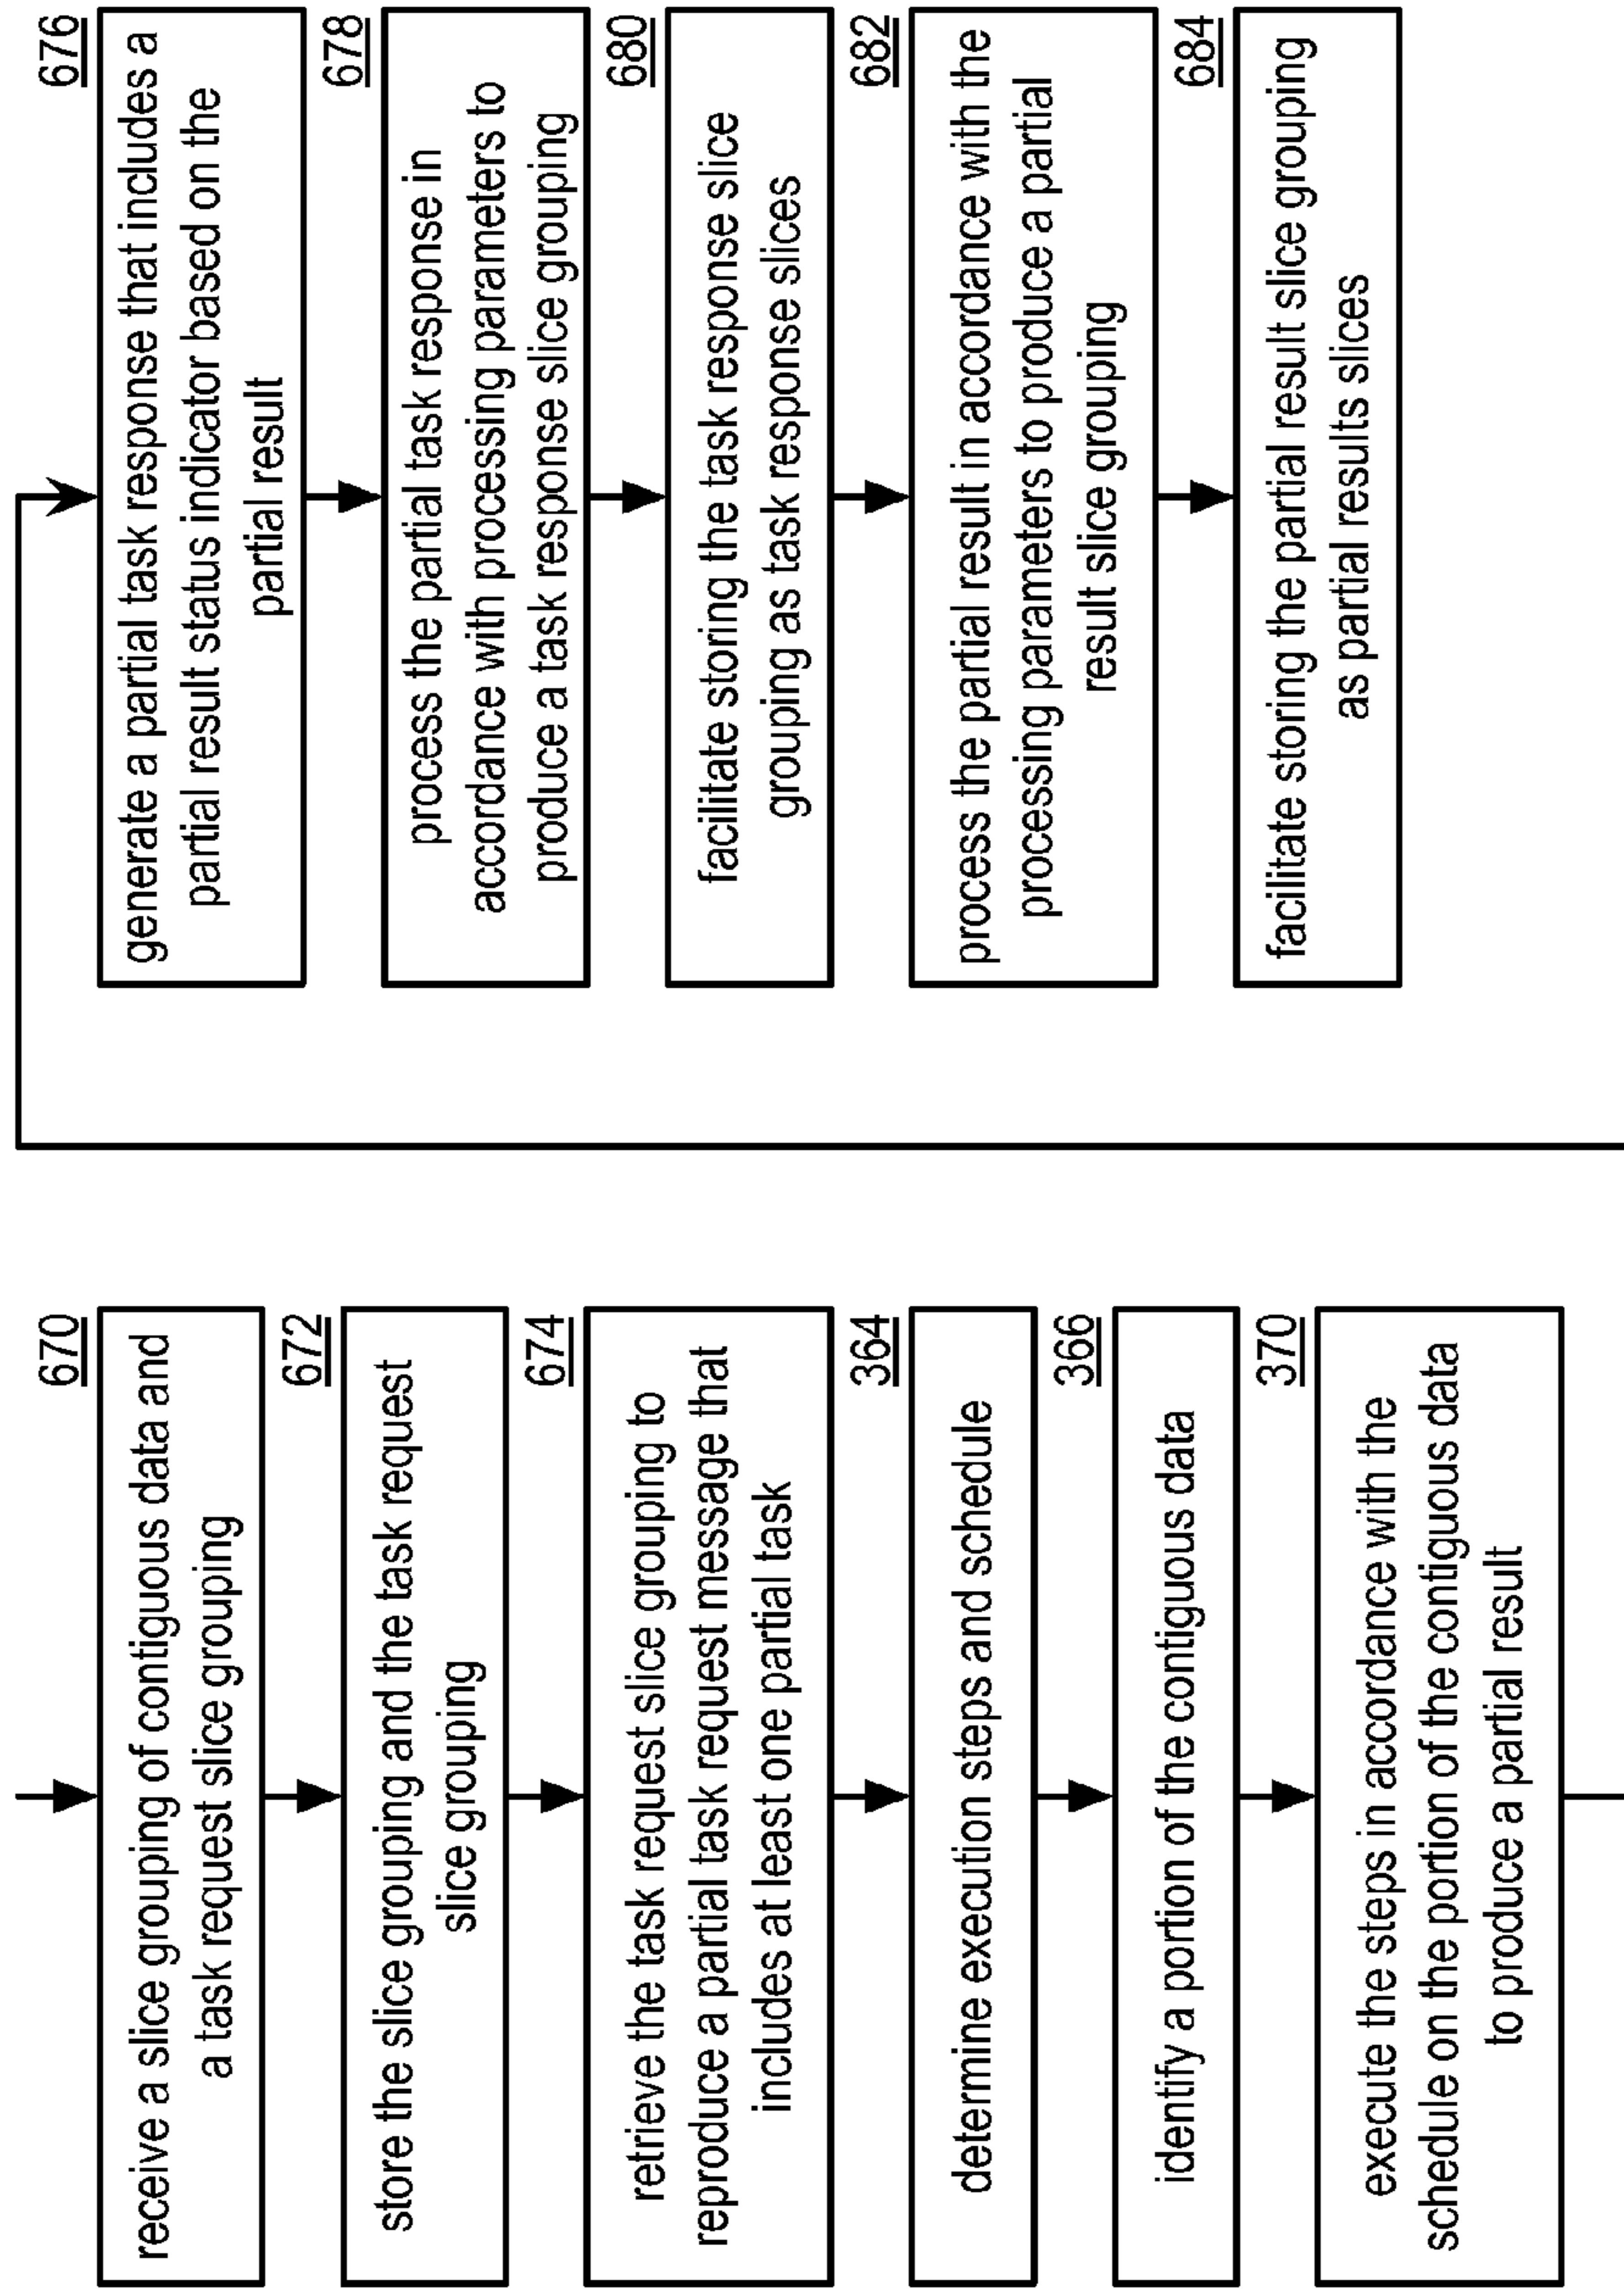 670
receive a slice grouping of contiguous data and
a task request slice grouping
672
store the slice grouping and the task request
slice grouping
674
retrieve the task request slice grouping to
reproduce a partial task request message that
includes at least one partial task
364
determine execution steps and schedule
366
identify a portion of the contiguous data
370
execute the steps in accordance with the
schedule on the portion of the contiguous data
to produce a partial result
676
generate a partial task response that includes a
partial result status indicator based on the
partial result
678
process the partial task response in
accordance with processing parameters to
produce a task response slice grouping
680
facilitate storing the task response slice
grouping as task response slices
682
process the partial result in accordance with the
processing parameters to produce a partial
result slice grouping
684
facilitate storing the partial result slice grouping
as partial results slices